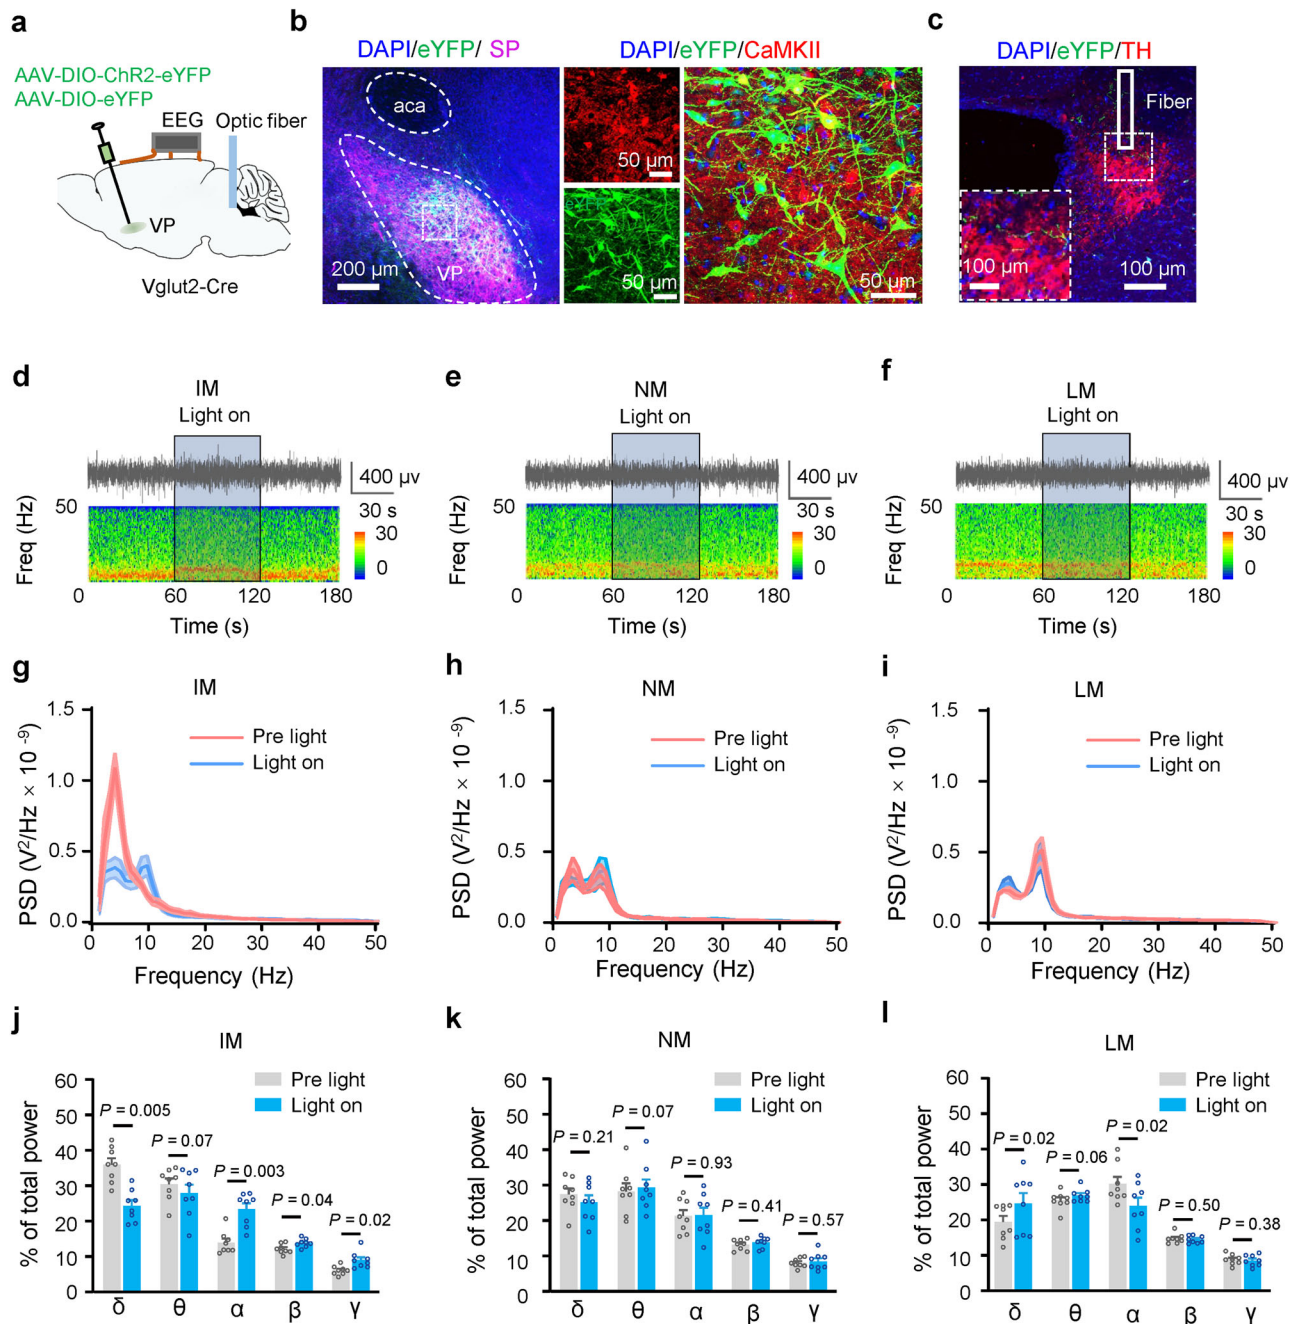 a
AAV-DIO-ChR2-eYFP
AAV-DIO-eYFP
EEG
Optic fiber
VP
Vglut2-Cre
b
DAPI/eYFP/ SP
aca
VP
200 µm
DAPI/eYFP/CaMKII
50 µm
50 µm
50 µm
c
DAPI/eYFP/TH
Fiber
100 µm
100 µm
d
IM
Light on
400 µv
30 s
Freq (Hz)
50
30
0
0 60 120 180
Time (s)
e
NM
Light on
400 µv
30 s
Freq (Hz)
50
30
0
0 60 120 180
Time (s)
f
LM
Light on
400 µv
30 s
Freq (Hz)
50
30
0
0 60 120 180
Time (s)
g
IM
PSD (V²/Hz × 10 -9)
1.5
1.0
0.5
0.0
Pre light
Light on
0 10 20 30 40 50
Frequency (Hz)
h
NM
PSD (V²/Hz × 10 -9)
1.5
1.0
0.5
0.0
Pre light
Light on
0 10 20 30 40 50
Frequency (Hz)
i
LM
PSD (V²/Hz × 10 -9)
1.5
1.0
0.5
0.0
Pre light
Light on
0 10 20 30 40 50
Frequency (Hz)
j
IM
% of total power
60
50
40
30
20
10
0
Pre light
Light on
P = 0.005
P = 0.07
P = 0.003
P = 0.04
P = 0.02
δ θ α β γ
k
NM
% of total power
60
50
40
30
20
10
0
Pre light
Light on
P = 0.21
P = 0.07
P = 0.93
P = 0.41
P = 0.57
δ θ α β γ
l
LM
% of total power
60
50
40
30
20
10
0
Pre light
Light on
P = 0.02
P = 0.06
P = 0.02
P = 0.50
P = 0.38
δ θ α β γ